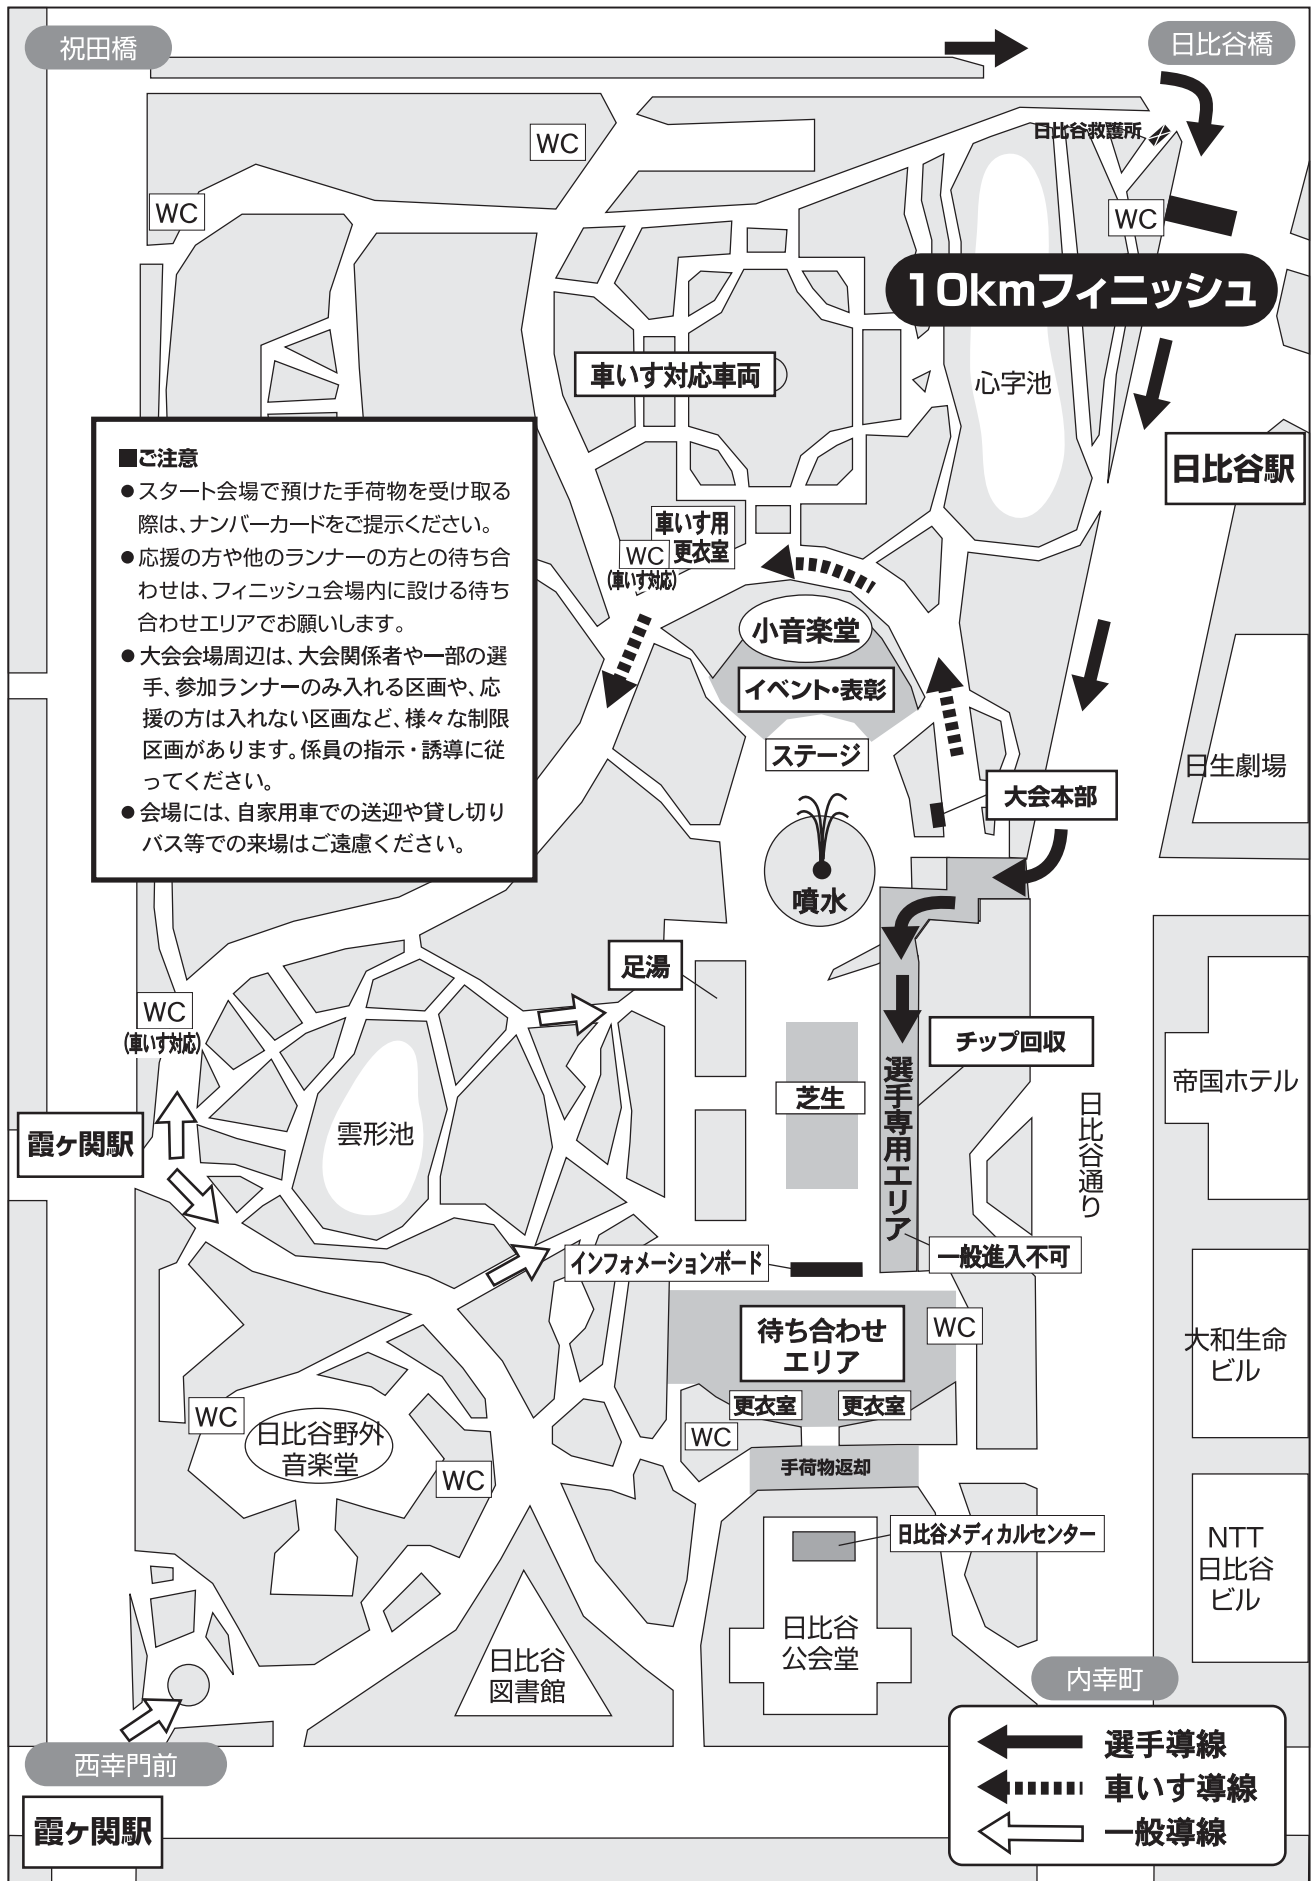 祝田橋
日比谷橋
日比谷救護所
WC
WC
WC
10kmフィニッシュ
車いす対応車両
心字池
日比谷駅
■ご注意
●スタート会場で預けた手荷物を受け取る
際は、ナンバーカードをご提示ください。
●応援の方や他のランナーの方との待ち合
わせは、フィニッシュ会場内に設ける待ち
合わせエリアでお願いします。
●大会会場周辺は、大会関係者や一部の選
手、参加ランナーのみ入れる区画や、応
援の方は入れない区画など、様々な制限
区画があります。係員の指示・誘導に従
ってください。
●会場には、自家用車での送迎や貸し切り
バス等での来場はご遠慮ください。
車いす用
更衣室
WC
(車いす対応)
小音楽堂
イベント・表彰
ステージ
日生劇場
大会本部
噴水
足湯
WC
(車いす対応)
チップ回収
選手専用エリア
芝生
帝国ホテル
日比谷通り
霞ヶ関駅
雲形池
インフォメーションボード
一般進入不可
待ち合わせ
エリア
WC
大和生命
ビル
更衣室
更衣室
WC
WC
日比谷野外
音楽堂
WC
手荷物返却
日比谷メディカルセンター
NTT
日比谷
ビル
日比谷
公会堂
日比谷
図書館
内幸町
西幸門前
霞ヶ関駅
選手導線
車いす導線
一般導線